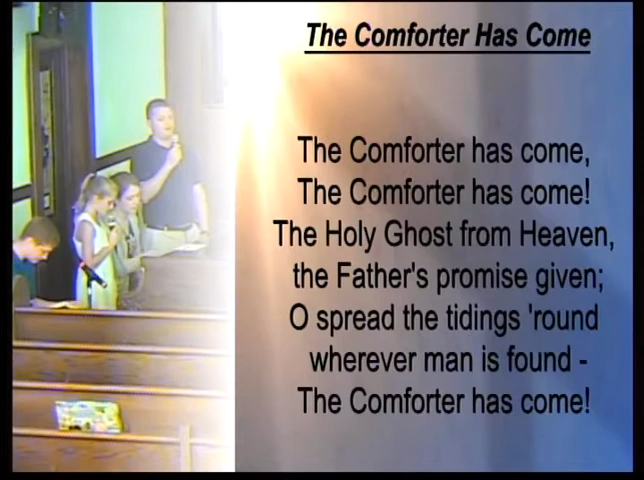 The Comforter Has Come
The Comforter has come,
The Comforter has come!
The Holy Ghost from Heaven,
the Father's promise given;
O spread the tidings 'round
wherever man is found -
The Comforter has come!